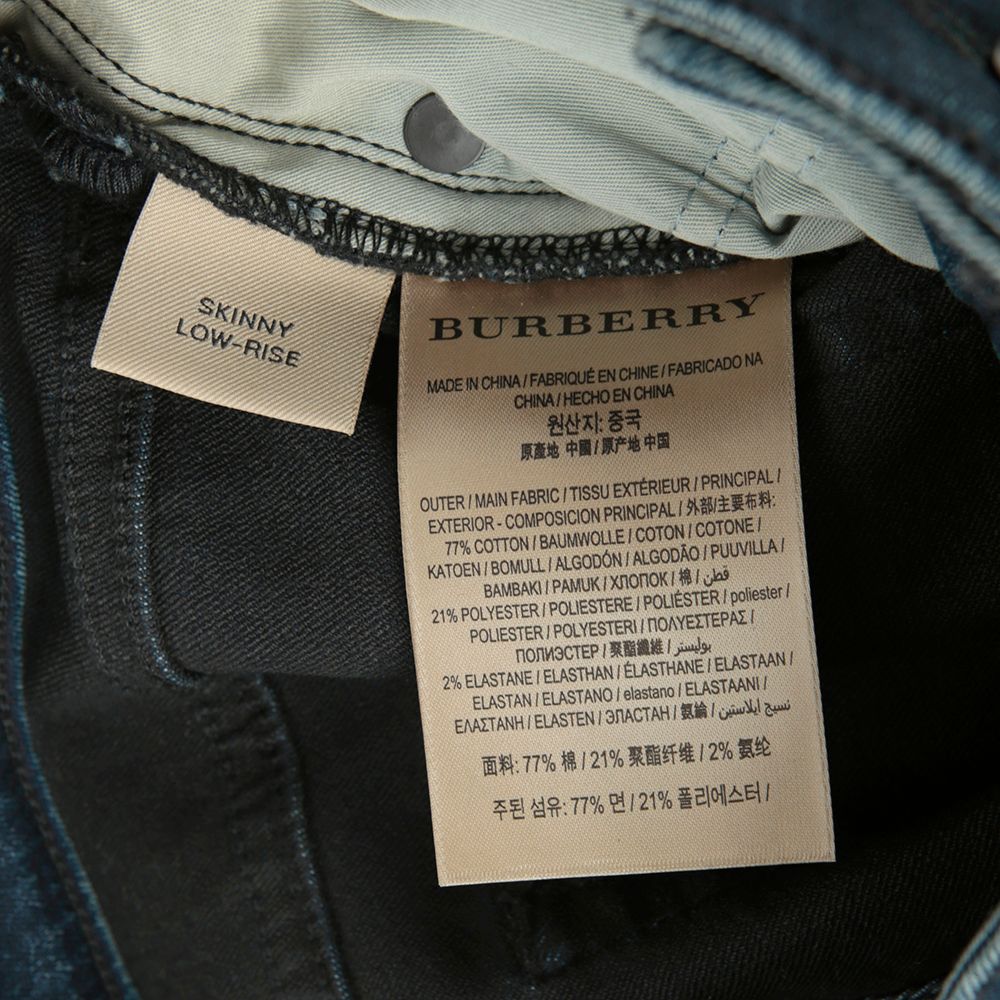 SKINNY
LOW-RISE
BURBERRY
MADE IN CHINA / FABRIQUÉ EN CHINE / FABRICADO NA
CHINA / HECHO EN CHINA
원산지: 중국
原產地 中國 / 原产地 中国
OUTER / MAIN FABRIC / TISSU EXTÉRIEUR / PRINCIPAL /
EXTERIOR - COMPOSICION PRINCIPAL / 外部/主要布料:
77% COTTON / BAUMWOLLE / COTON / COTONE /
KATOEN / BOMULL / ALGODÓN / ALGODÃO / PUUVILLA /
BAMBAKI / PAMUK / ХЛОПОК / 棉 / قطن
21% POLYESTER / POLIESTERE / POLIÉSTER / poliester /
POLIESTER / POLYESTERI / ΠΟΛΥΕΣΤΕΡΑΣ /
ПОЛИЭСТЕР / 聚酯纖維 / بوليستر
2% ELASTANE / ELASTHAN / ÉLASTHANE / ELASTAAN /
ELASTAN / ELASTANO / elastano / ELASTAANI /
ΕΛΑΣΤΑΝΗ / ELASTEN / ЭЛАСТАН / 氨綸 / نسيج ايلاستين
面料: 77% 棉 / 21% 聚酯纤维 / 2% 氨纶
주된 섬유: 77% 면 / 21% 폴리에스터 /